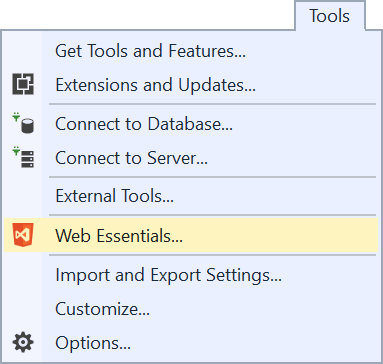 Tools
Get Tools and Features...
Extensions and Updates...
Connect to Database...
Connect to Server...
External Tools...
Web Essentials...
Import and Export Settings...
Customize...
Options...